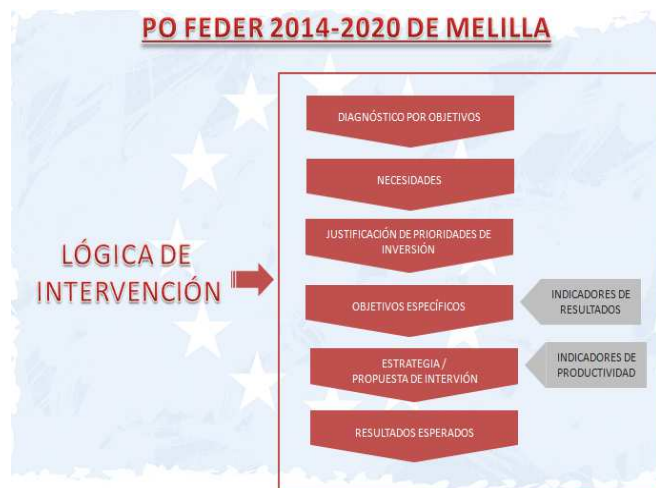 PO FEDER 2014-2020 DE MELILLA
DIAGNÓSTICO POR OBJETIVOS
NECESIDADES
JUSTIFICACIÓN DE PRIORIDADES DE
INVERSIÓN
LÓGICA DE
INTERVENCIÓN
OBJETIVOS ESPECÍFICOS
INDICADORES DE
RESULTADOS
ESTRATEGIA /
PROPUESTA DE INTERVIÓN
INDICADORES DE
PRODUCTIVIDAD
RESULTADOS ESPERADOS